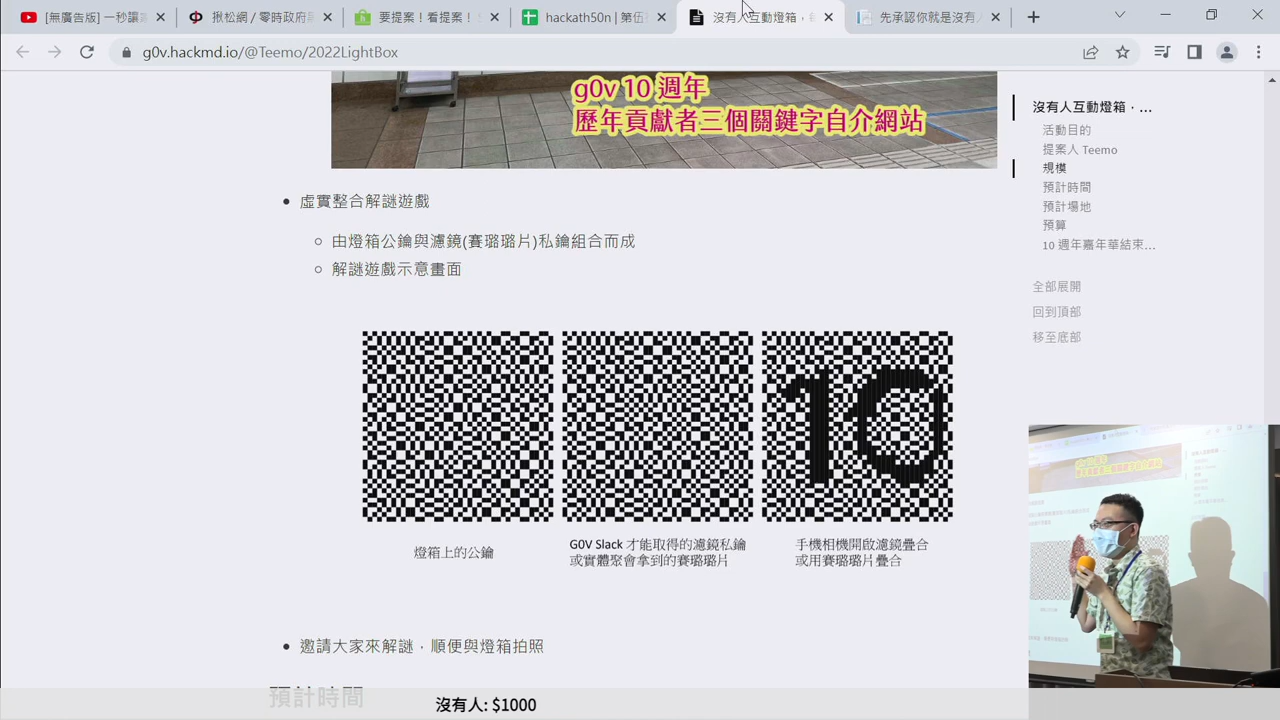 [無廣告版] 一秒讓
揪松網／零時政府
要提案！看提案！
hackath50n | 第伍
沒有人互動燈箱．
先承認你就是沒有
g0v.hackmd.io/@Teemo/2022LightBox
g0v 10 週年
歷年貢獻者三個關鍵字自介網站
虛實整合解謎遊戲
由燈箱公鑰與濾鏡(賽璐璐片)私鑰組合而成
解謎遊戲示意畫面
10
燈箱上的公鑰
G0V Slack 才能取得的濾鏡私鑰
或實體聚會拿到的賽璐璐片
手機相機開啟濾鏡疊合
或用賽璐璐片疊合
邀請大家來解謎，順便與燈箱拍照
預計時間
沒有人: $1000
沒有人互動燈箱．...
活動目的
提案人 Teemo
規模
預計時間
預計場地
預算
10 週年嘉年華結束...
全部展開
回到頂部
移至底部